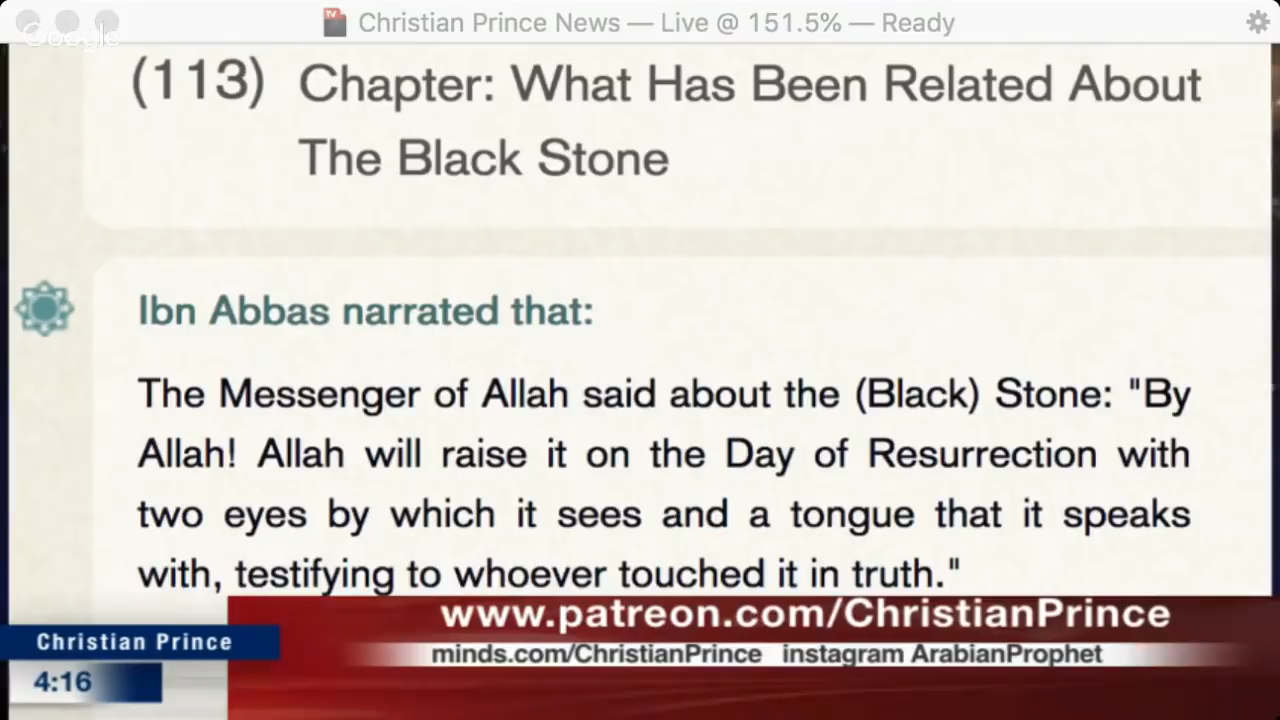 Christian Prince News — Live @ 151.5% — Ready
Google
(113) Chapter: What Has Been Related About
The Black Stone
Ibn Abbas narrated that:
The Messenger of Allah said about the (Black) Stone: "By
Allah! Allah will raise it on the Day of Resurrection with
two eyes by which it sees and a tongue that it speaks
with, testifying to whoever touched it in truth."
www.patreon.com/ChristianPrince
Christian Prince
minds.com/ChristianPrince instagram ArabianProphet
4:16